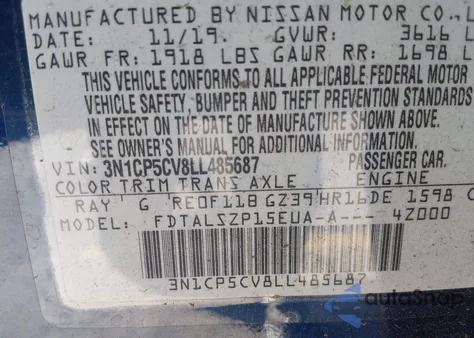 MANUFACTURED BY NISSAN MOTOR CO.,
DATE: 11/19. GVWR: 3616 L
GAWR FR: 1918 LBS GAWR RR: 1698 L
THIS VEHICLE CONFORMS TO ALL APPLICABLE FEDERAL MOTOR
VEHICLE SAFETY, BUMPER AND THEFT PREVENTION STANDARDS
IN EFFECT ON THE DATE OF MANUFACTURE SHOWN ABOVE.
SEE OWNER'S MANUAL FOR ADDITIONAL INFORMATION.
VIN: 3N1CP5CV8LL485687 PASSENGER CAR.
COLOR TRIM TRANS AXLE ENGINE
RAY G RE0F11B GZ39 HR16DE 1598 C
MODEL: FDTALSZP15EUA-A--- 4Z000
3N1CP5CV8LL485687
autoSnap